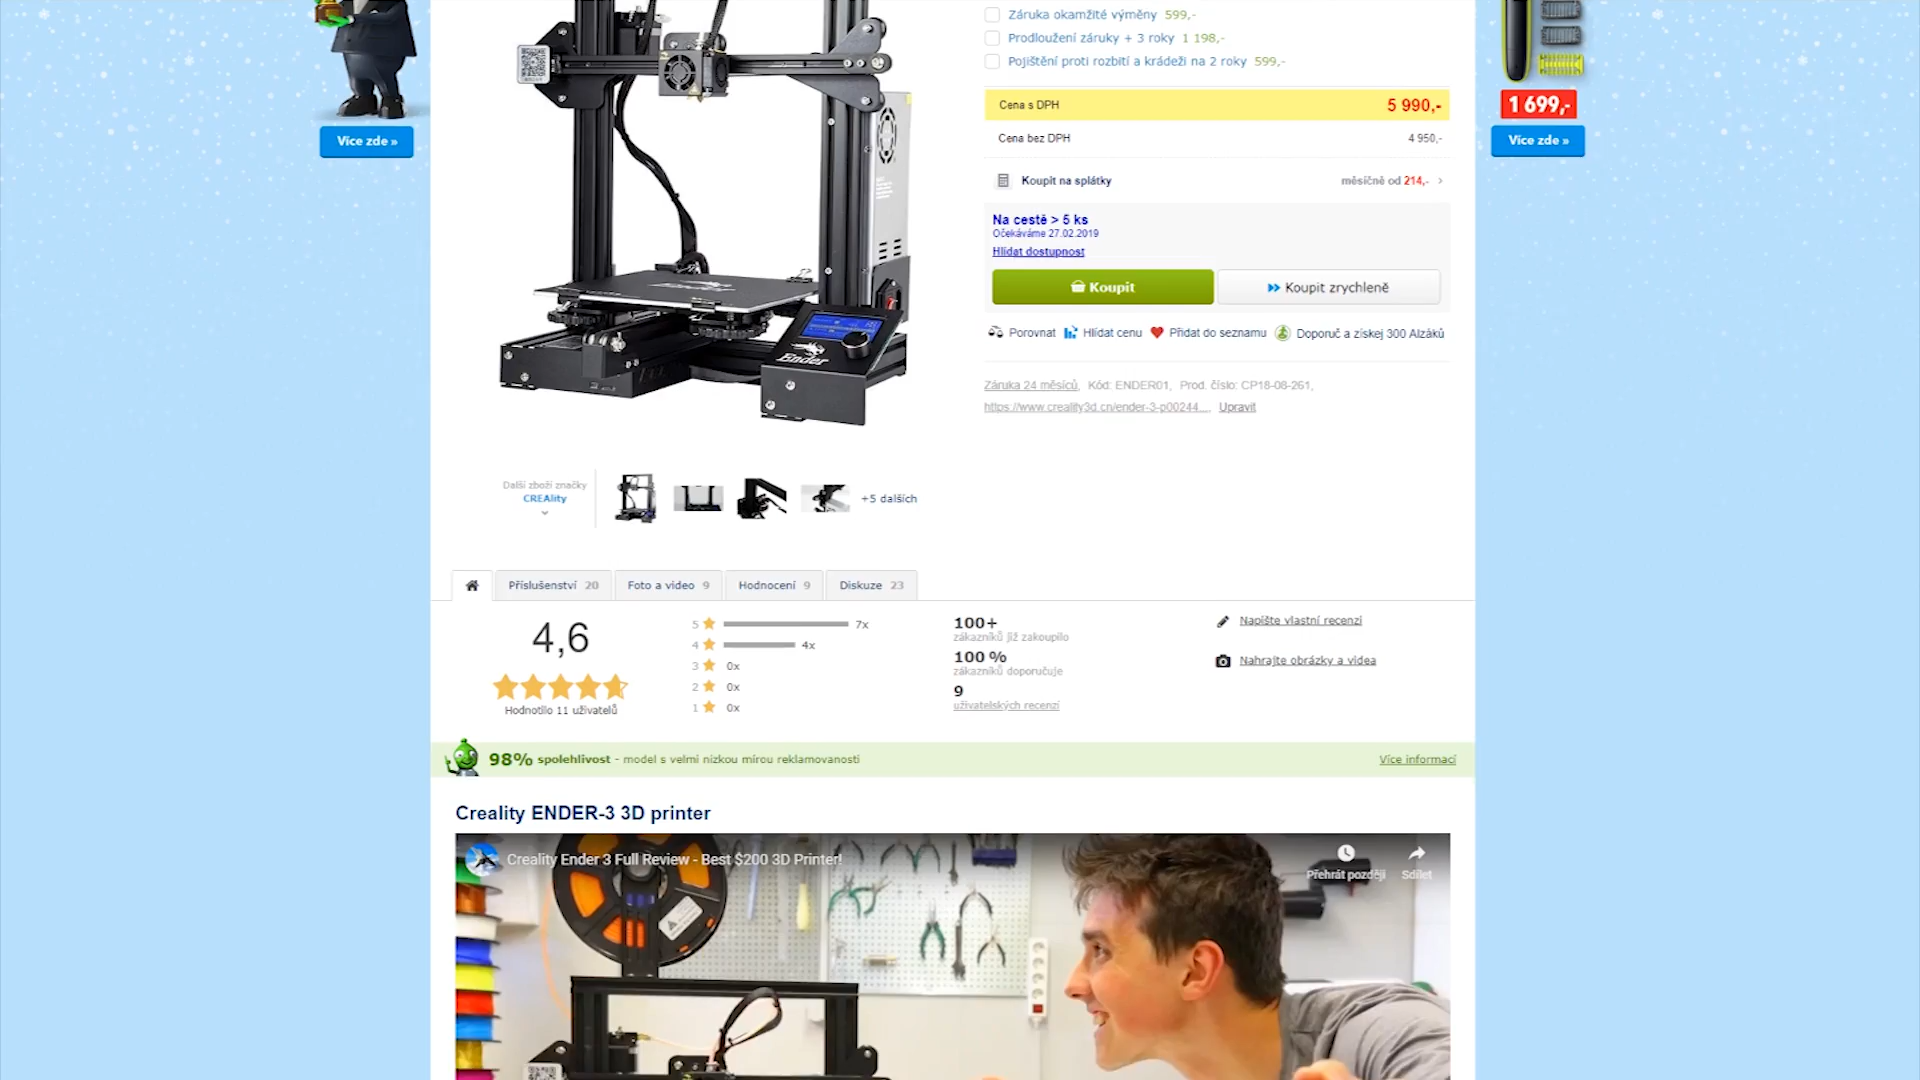 Záruka okamžité výměny 599,-
Prodloužení záruky + 3 roky 1 198,-
Pojištění proti rozbití a krádeži na 2 roky 599,-
Cena s DPH 5 990,-
Cena bez DPH 4 950,-
Koupit na splátky měsíčně od 214,-
Na cestě > 5 ks
Očekáváme 27.02.2019
Hlídat dostupnost
Koupit Koupit zrychleně
Porovnat Hlídat cenu Přidat do seznamu Doporuč a získej 300 Alzáků
Záruka 24 měsíců, Kód: ENDER01, Prod. číslo: CP18-08-261,
https://www.creality3d.cn/ender-3-p00244..., Upravit
Více zde »
1 699,-
Více zde »
Ender
Ender
Další zboží značky
CREAlity
+5 dalších
Příslušenství 20 Foto a video 9 Hodnocení 9 Diskuze 23
4,6
Hodnotilo 11 uživatelů
5 7x
4 4x
3 0x
2 0x
1 0x
100+
zákazníků již zakoupilo
100 %
zákazníků doporučuje
9
uživatelských recenzí
Napište vlastní recenzi
Nahrajte obrázky a videa
98% spolehlivost - model s velmi nízkou mírou reklamovanosti Více informací
Creality ENDER-3 3D printer
Creality Ender 3 Full Review - Best $200 3D Printer!
Přehrát později Sdílet